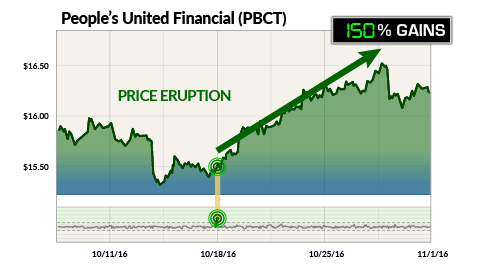 People's United Financial (PBCT)
150% GAINS
$16.50
PRICE ERUPTION
$16.00
$15.50
10/11/16 10/18/16 10/25/16 11/1/16